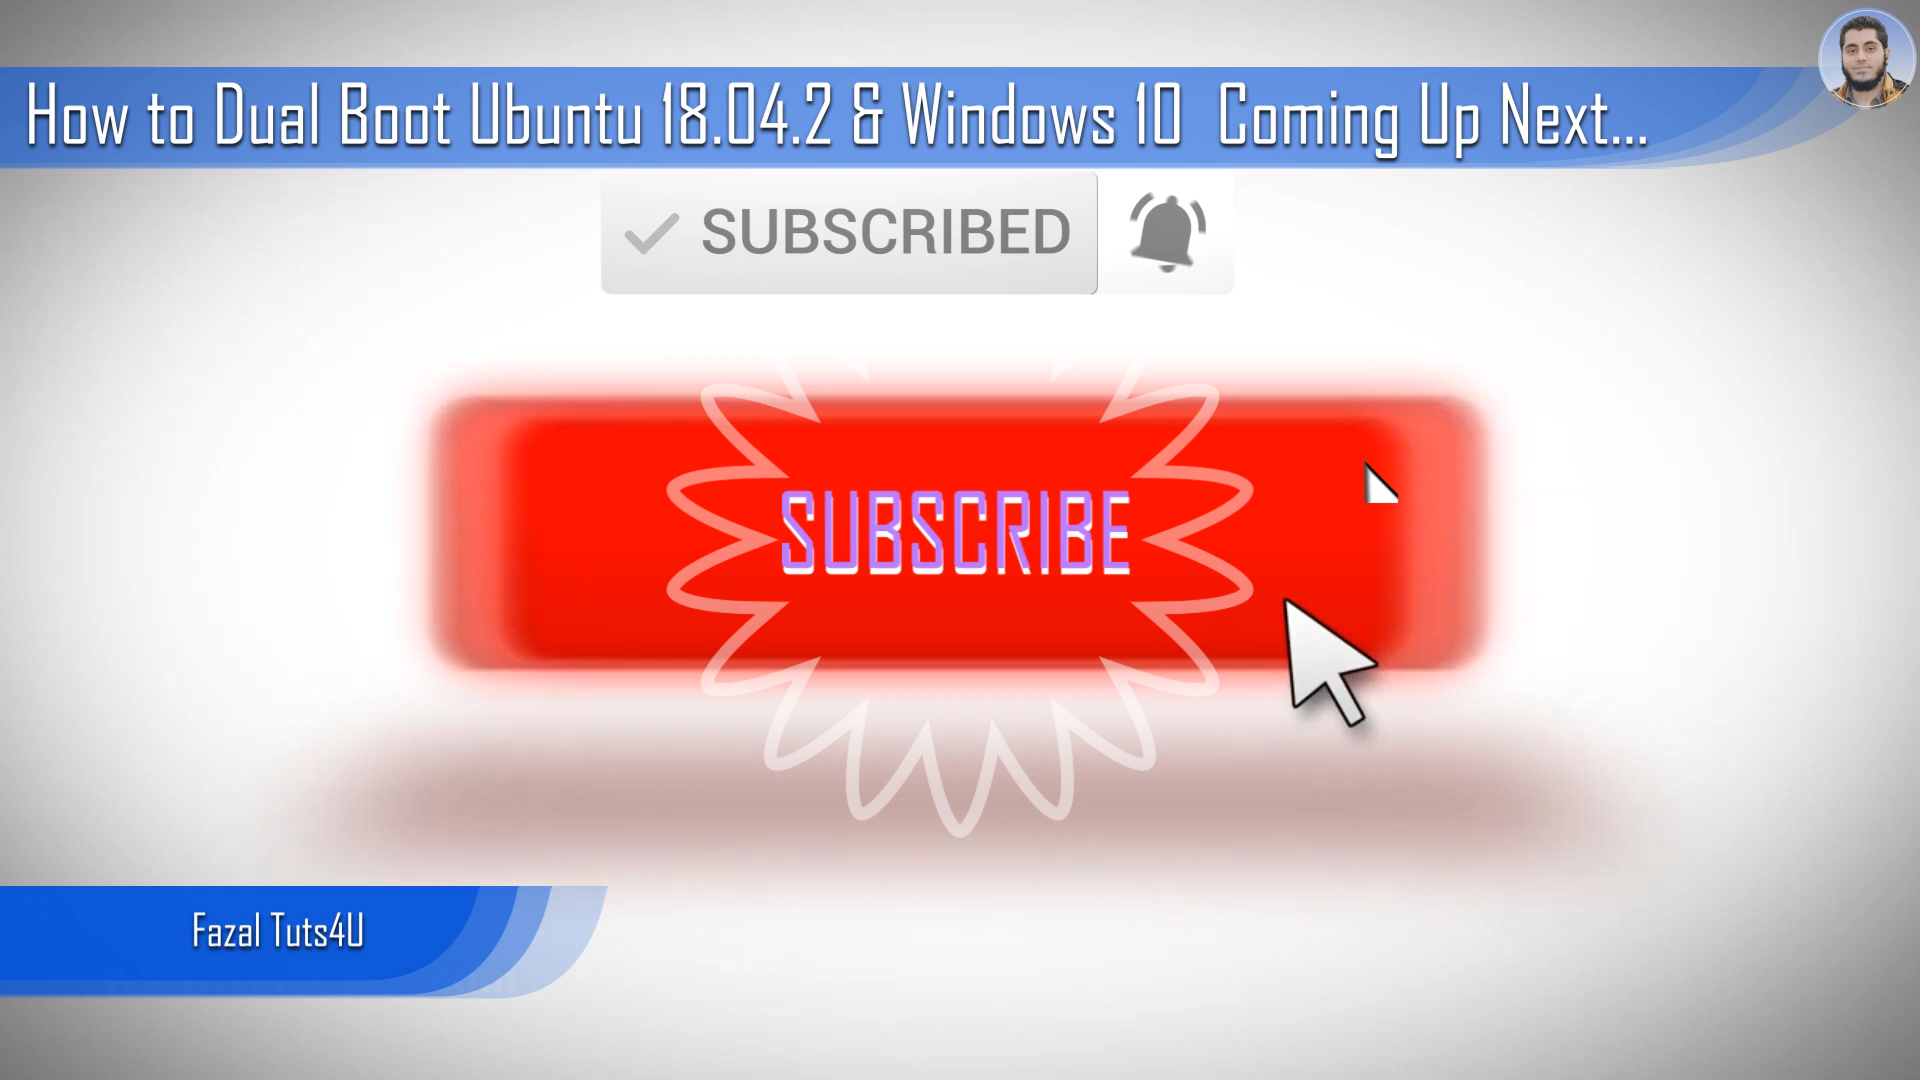 How to Dual Boot Ubuntu 18.04.2 & Windows 10 Coming Up Next...
SUBSCRIBED
SUBSCRIBE
Fazal Tuts4U